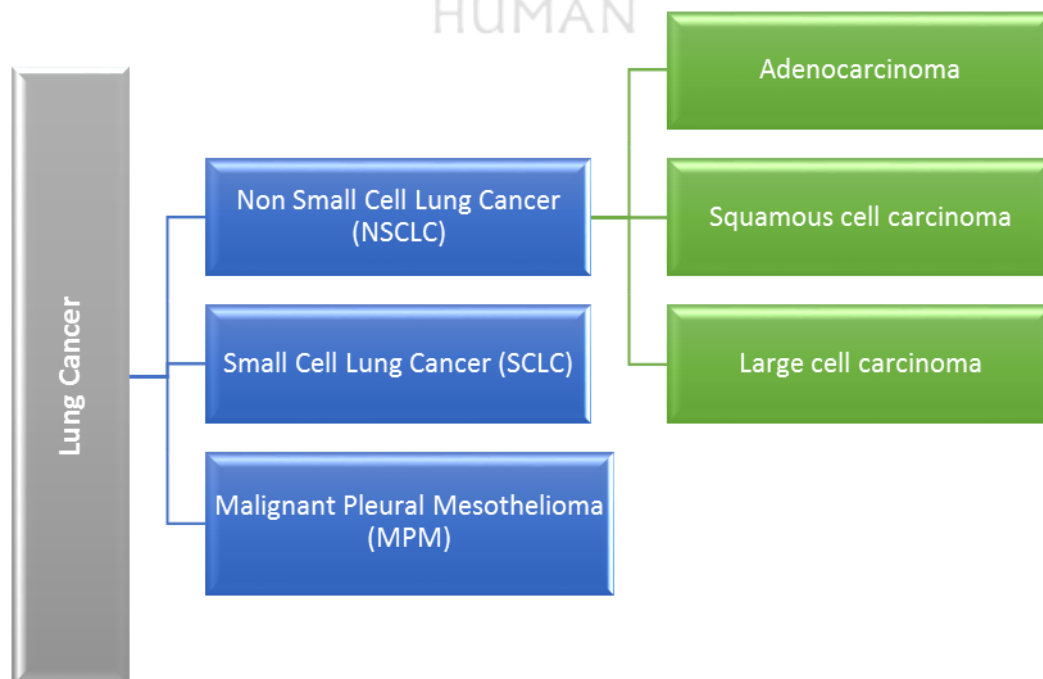 HUMAN
Lung Cancer
Non Small Cell Lung Cancer
(NSCLC)
Small Cell Lung Cancer (SCLC)
Malignant Pleural Mesothelioma
(MPM)
Adenocarcinoma
Squamous cell carcinoma
Large cell carcinoma